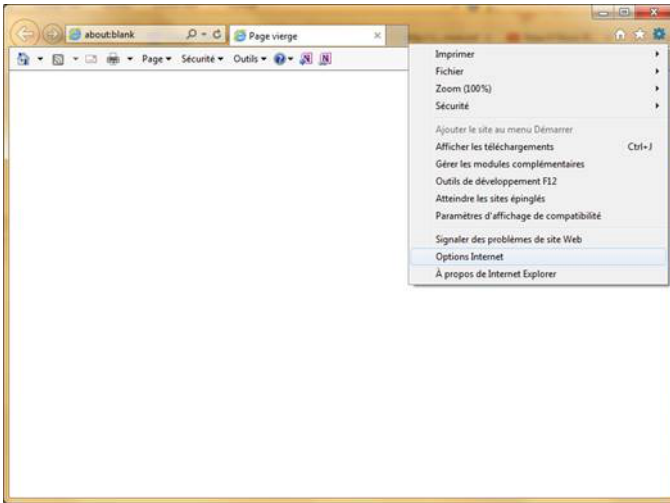 about:blank
Page vierge
Page Sécurité Outils
Imprimer
Fichier
Zoom (100%)
Sécurité
Ajouter le site au menu Démarrer
Afficher les téléchargements Ctrl+J
Gérer les modules complémentaires
Outils de développement F12
Atteindre les sites épinglés
Paramètres d'affichage de compatibilité
Signaler des problèmes de site Web
Options Internet
À propos de Internet Explorer